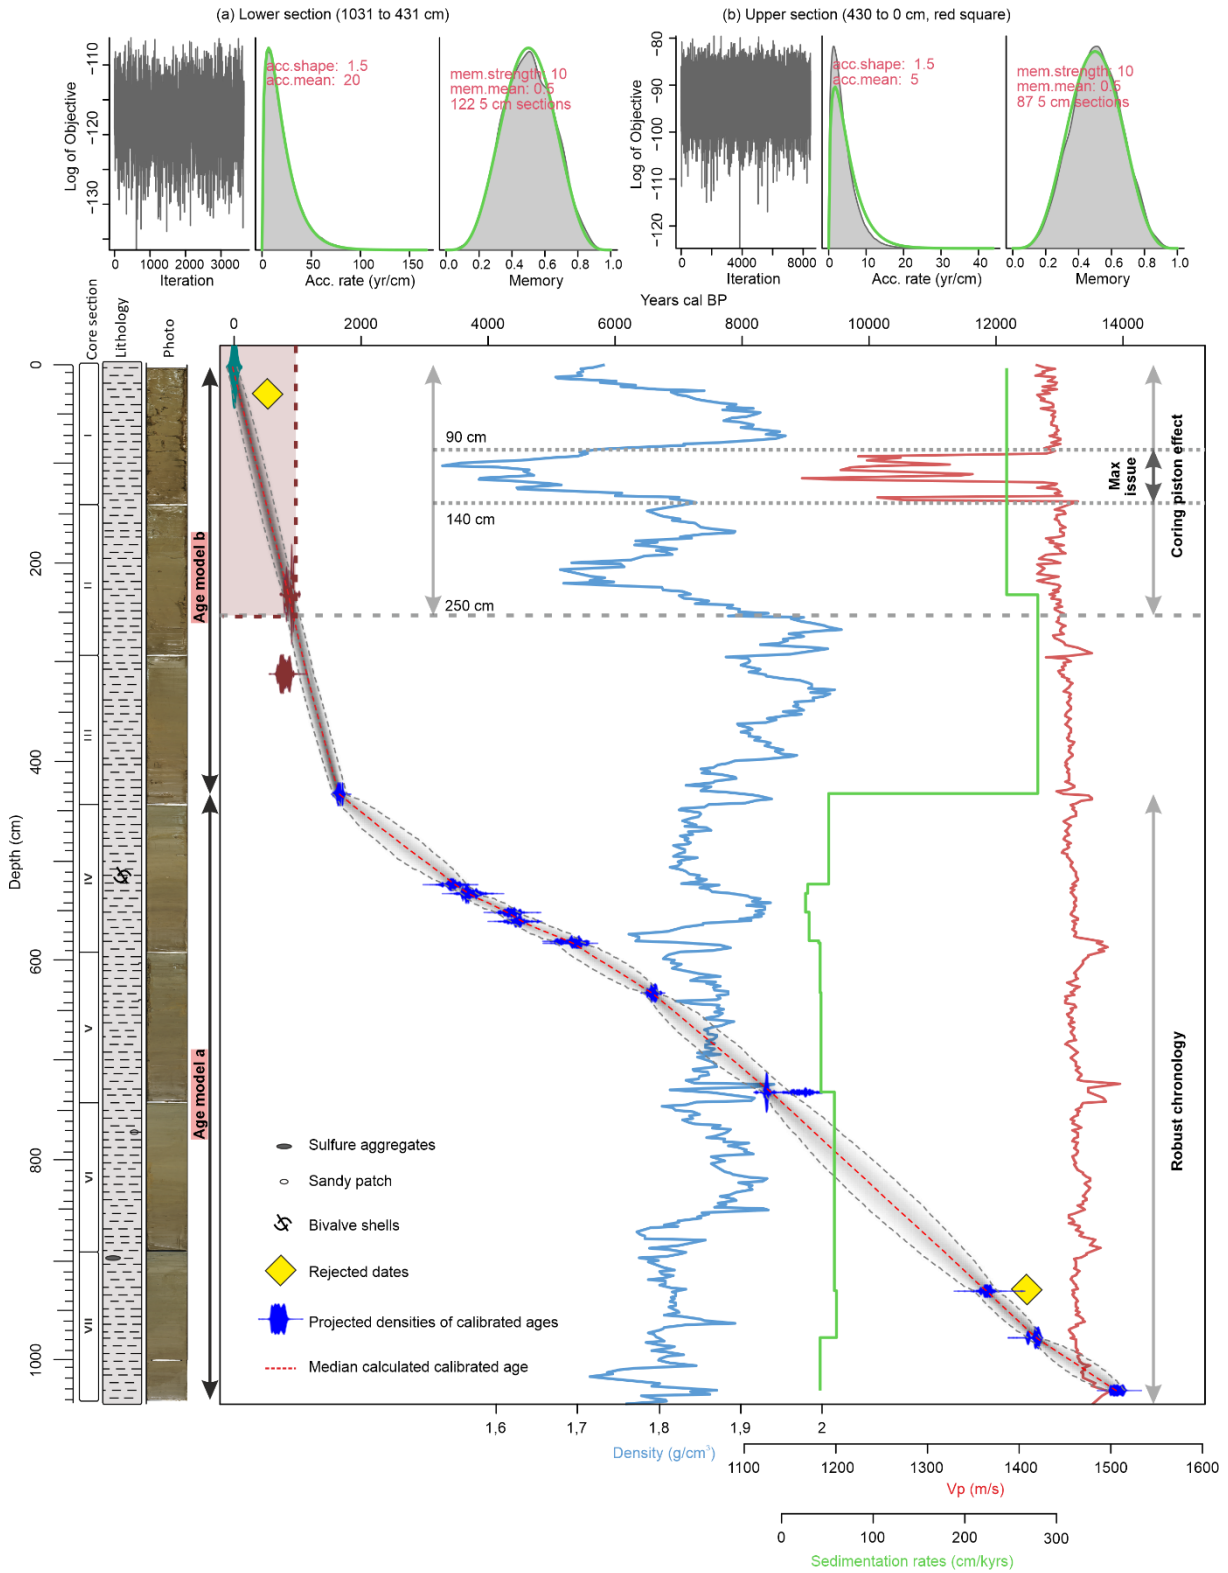 (a) Lower section (1031 to 431 cm)
(b) Upper section (430 to 0 cm, red square)
Log of Objective
−110
−120
−130
0 1000 2000 3000
Iteration
acc.shape: 1.5
acc.mean: 20
0 50 100 150
Acc. rate (yr/cm)
mem.strength: 10
mem.mean: 0.5
122 5 cm sections
0.0 0.2 0.4 0.6 0.8 1.0
Memory
Log of Objective
−80
−90
−100
−110
−120
0 4000 8000
Iteration
acc.shape: 1.5
acc.mean: 5
0 10 20 30 40
Acc. rate (yr/cm)
mem.strength: 10
mem.mean: 0.5
87 5 cm sections
0.0 0.2 0.4 0.6 0.8 1.0
Memory
Years cal BP
0 2000 4000 6000 8000 10000 12000 14000
Core section
Lithology
Photo
Depth (cm)
0
200
400
600
800
1000
I
II
III
IV
V
VI
VII
Age model b
Age model a
90 cm
140 cm
250 cm
Max issue
Coring piston effect
Robust chronology
Sulfure aggregates
Sandy patch
Bivalve shells
Rejected dates
Projected densities of calibrated ages
Median calculated calibrated age
1,6 1,7 1,8 1,9 2
Density (g/cm³)
1100 1200 1300 1400 1500 1600
Vp (m/s)
0 100 200 300
Sedimentation rates (cm/kyrs)